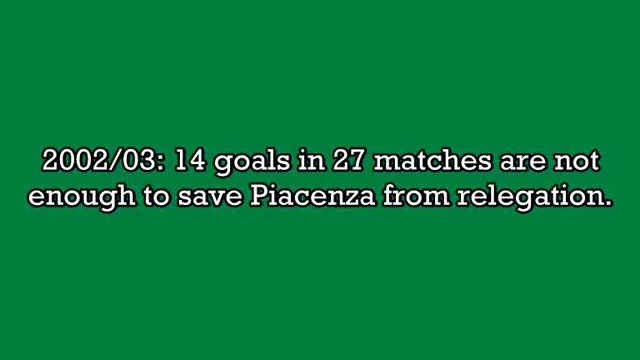 2002/03: 14 goals in 27 matches are not
enough to save Piacenza from relegation.